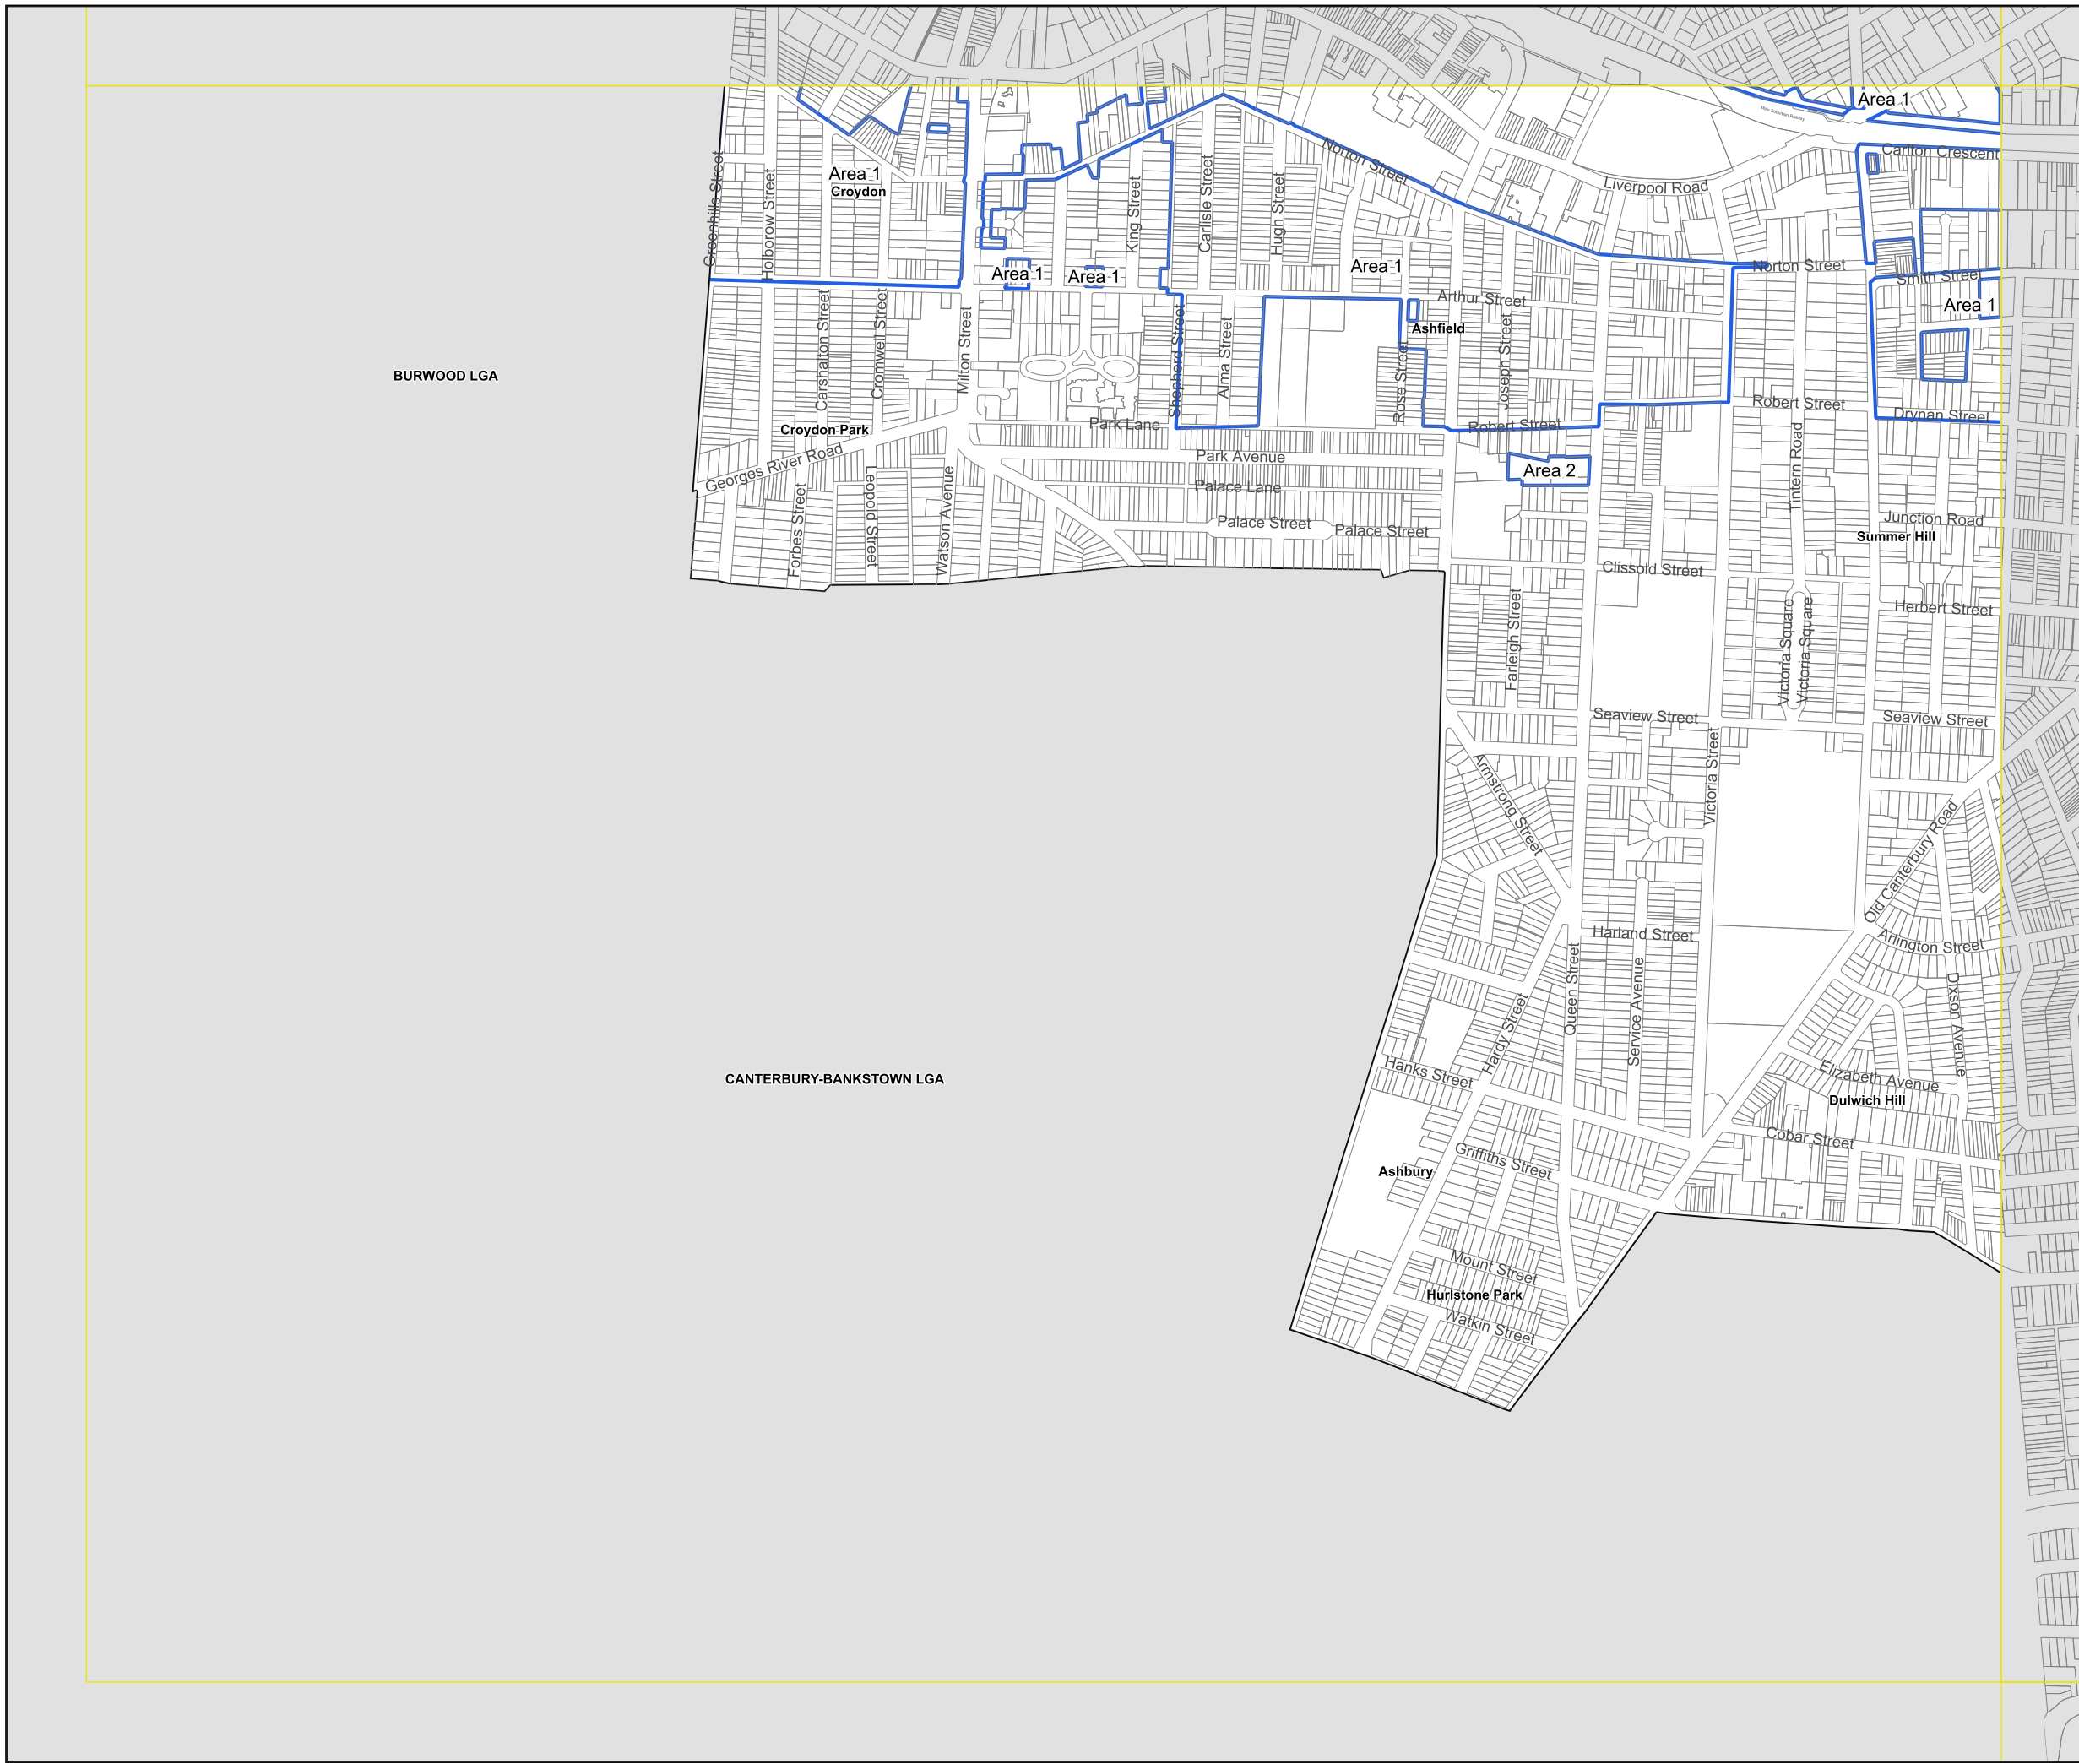 Area 1
Main Suburban Railway
Carlton Crescent
Norton Street
Greenhills Street
Area 1
Croydon
Holborow Street
King Street
Carlisle Street
Hugh Street
Liverpool Road
Area 1
Area 1
Area 1
Norton Street
Smith Street
Area 1
Arthur Street
Ashfield
Carshalton Street
Cromwell Street
Milton Street
Shepherd Street
Alma Street
Rose Street
Joseph Street
BURWOOD LGA
Robert Street
Drynan Street
Croydon Park
Park Lane
Robert Street
Georges River Road
Park Avenue
Area 2
Tintern Road
Leopold Street
Forbes Street
Watson Avenue
Palace Lane
Palace Street
Palace Street
Junction Road
Summer Hill
Clissold Street
Herbert Street
Farleigh Street
Victoria Square
Victoria Square
Seaview Street
Seaview Street
Armstrong Street
Victoria Street
Old Canterbury Road
Harland Street
Arlington Street
Queen Street
Service Avenue
Hardy Street
Dixson Avenue
Hanks Street
Elizabeth Avenue
Dulwich Hill
CANTERBURY-BANKSTOWN LGA
Cobar Street
Griffiths Street
Ashbury
Mount Street
Hurlstone Park
Watkin Street